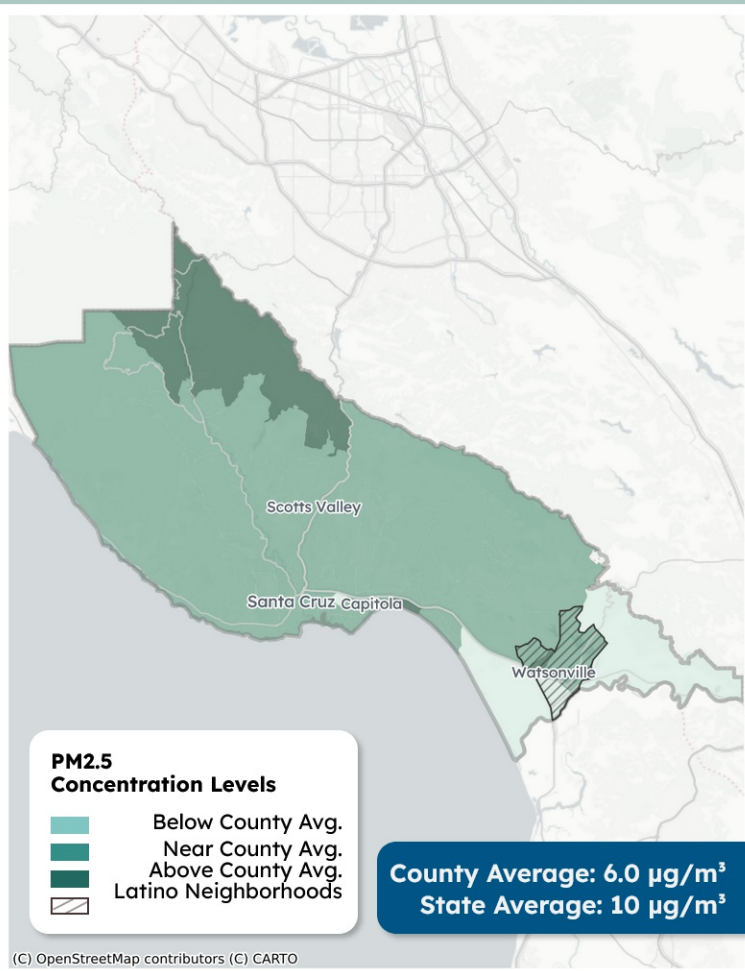 Scotts Valley
Santa Cruz
Capitola
Watsonville
PM2.5
Concentration Levels
Below County Avg.
Near County Avg.
Above County Avg.
Latino Neighborhoods
County Average: 6.0 µg/m³
State Average: 10 µg/m³
(C) OpenStreetMap contributors (C) CARTO